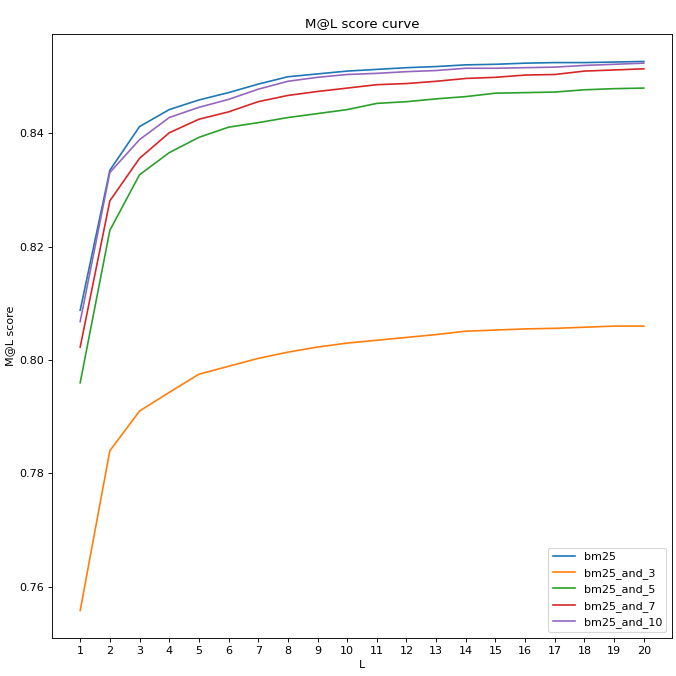 M@L score curve
M@L score
0.84
0.82
0.80
0.78
0.76
1 2 3 4 5 6 7 8 9 10 11 12 13 14 15 16 17 18 19 20
L
bm25
bm25_and_3
bm25_and_5
bm25_and_7
bm25_and_10